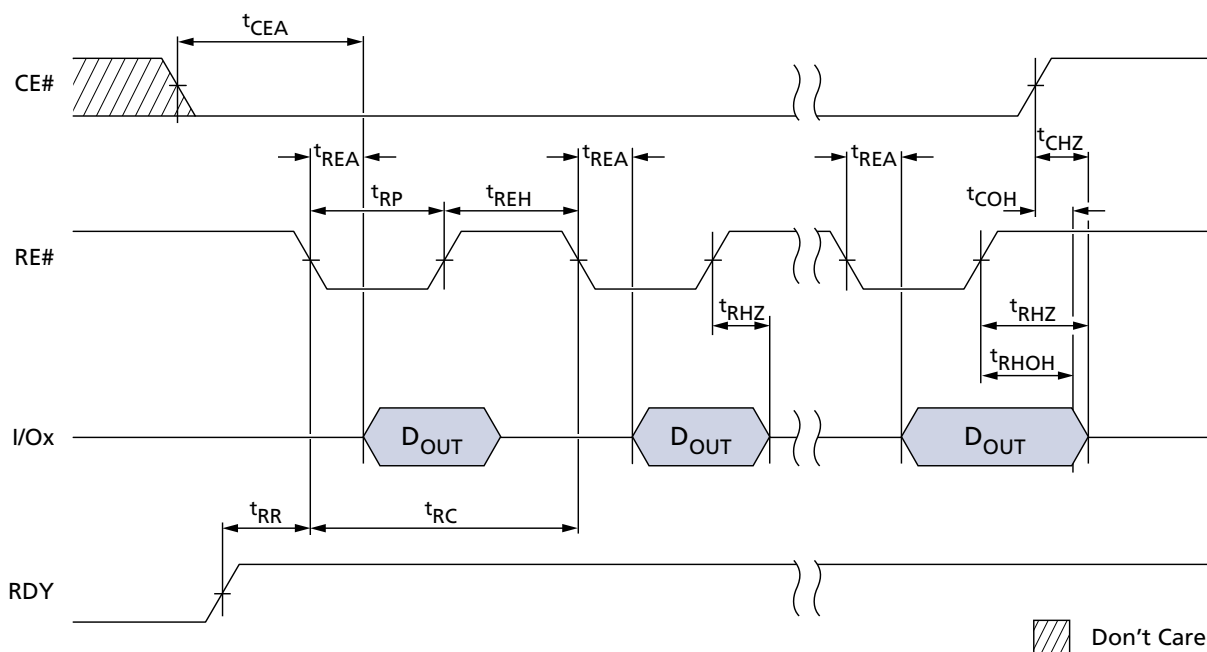 tCEA
CE#
tCHZ
tREA tREA tREA
tRP tREH tCOH
RE#
tRHZ tRHZ
tRHOH
I/Ox DOUT DOUT DOUT
tRR tRC
RDY
Don't Care